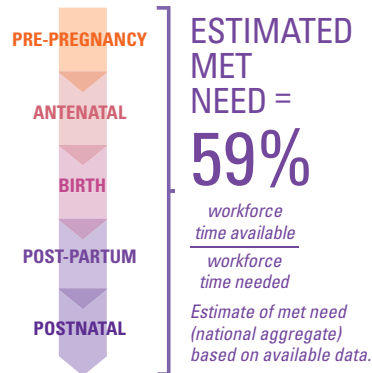 PRE-PREGNANCY
ANTENATAL
BIRTH
POST-PARTUM
POSTNATAL
ESTIMATED
MET
NEED =
59%
workforce
time available
workforce
time needed
Estimate of met need
(national aggregate)
based on available data.